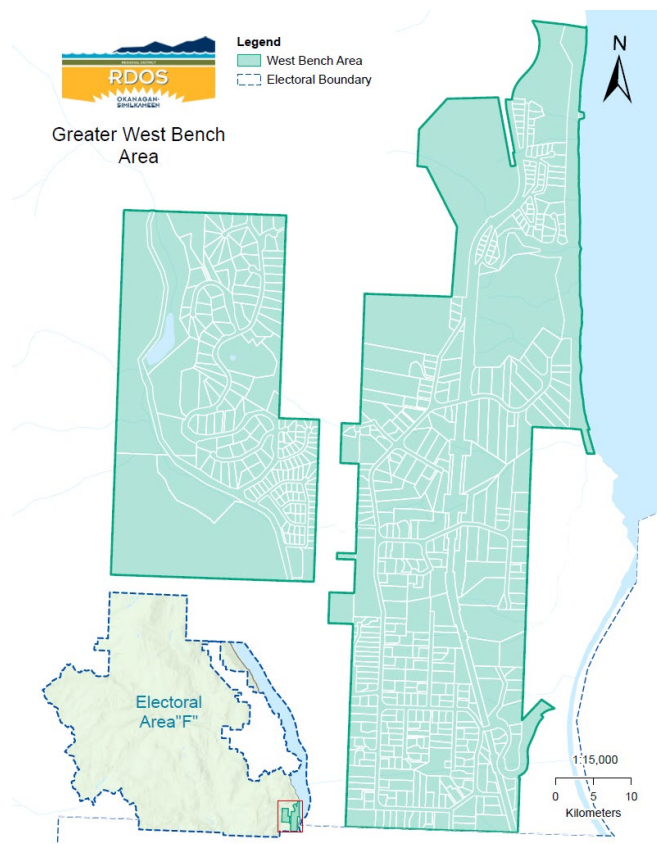 REGIONAL DISTRICT
RDOS
OKANAGAN-
SIMILKAMEEN
Greater West Bench
Area
Legend
West Bench Area
Electoral Boundary
N
Electoral
Area"F"
1:15,000
0 5 10
Kilometers